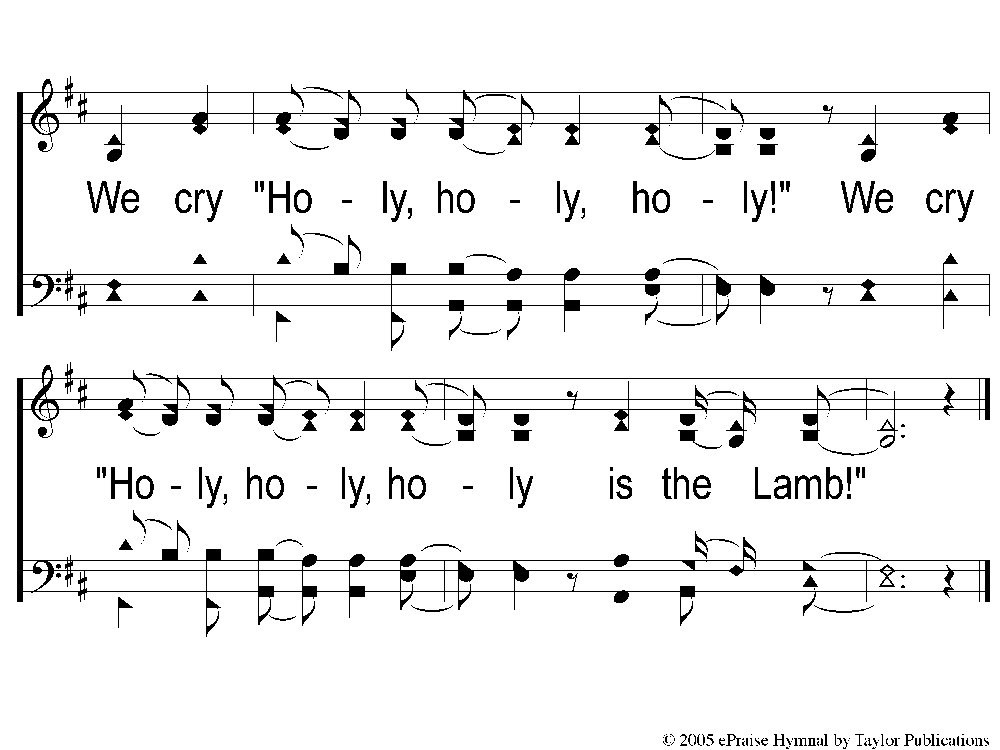 We cry "Ho - ly, ho - ly, ho - ly!" We cry
"Ho - ly, ho - ly, ho - ly is the Lamb!"
© 2005 ePraise Hymnal by Taylor Publications